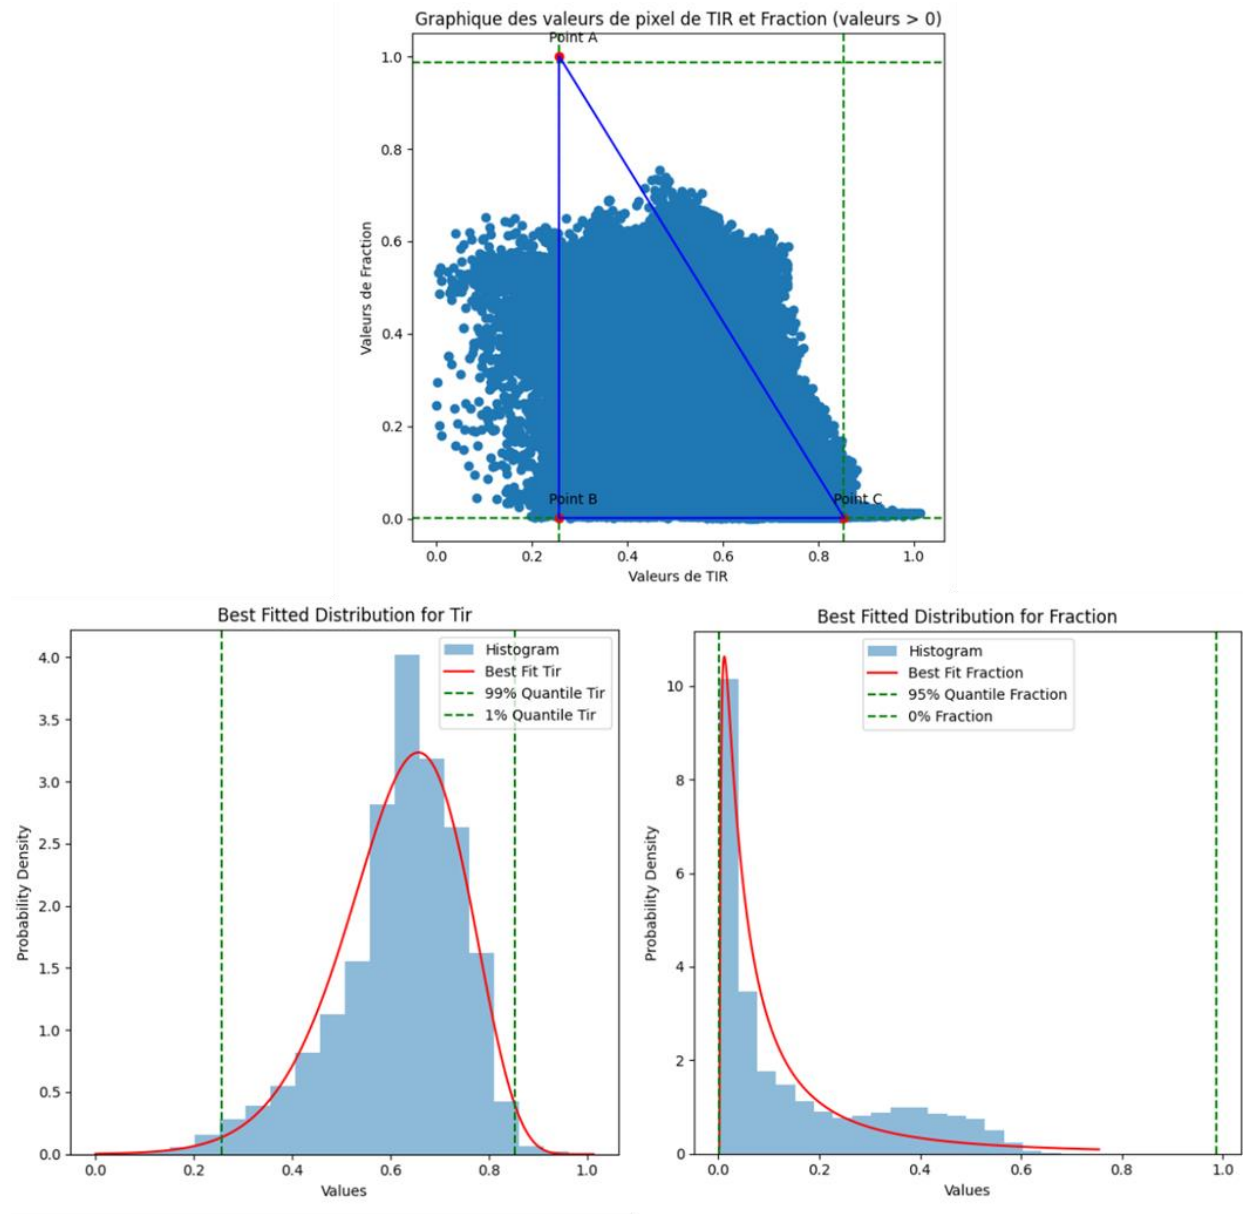 Graphique des valeurs de pixel de TIR et Fraction (valeurs > 0)
Point A
1.0
0.8
0.6
0.4
0.2
0.0
Valeurs de Fraction
Point B
Point C
0.0 0.2 0.4 0.6 0.8 1.0
Valeurs de TIR
Best Fitted Distribution for Tir
Histogram
Best Fit Tir
99% Quantile Tir
1% Quantile Tir
4.0
3.5
3.0
2.5
2.0
1.5
1.0
0.5
0.0
Probability Density
0.0 0.2 0.4 0.6 0.8 1.0
Values
Best Fitted Distribution for Fraction
Histogram
Best Fit Fraction
95% Quantile Fraction
0% Fraction
10
8
6
4
2
0
Probability Density
0.0 0.2 0.4 0.6 0.8 1.0
Values